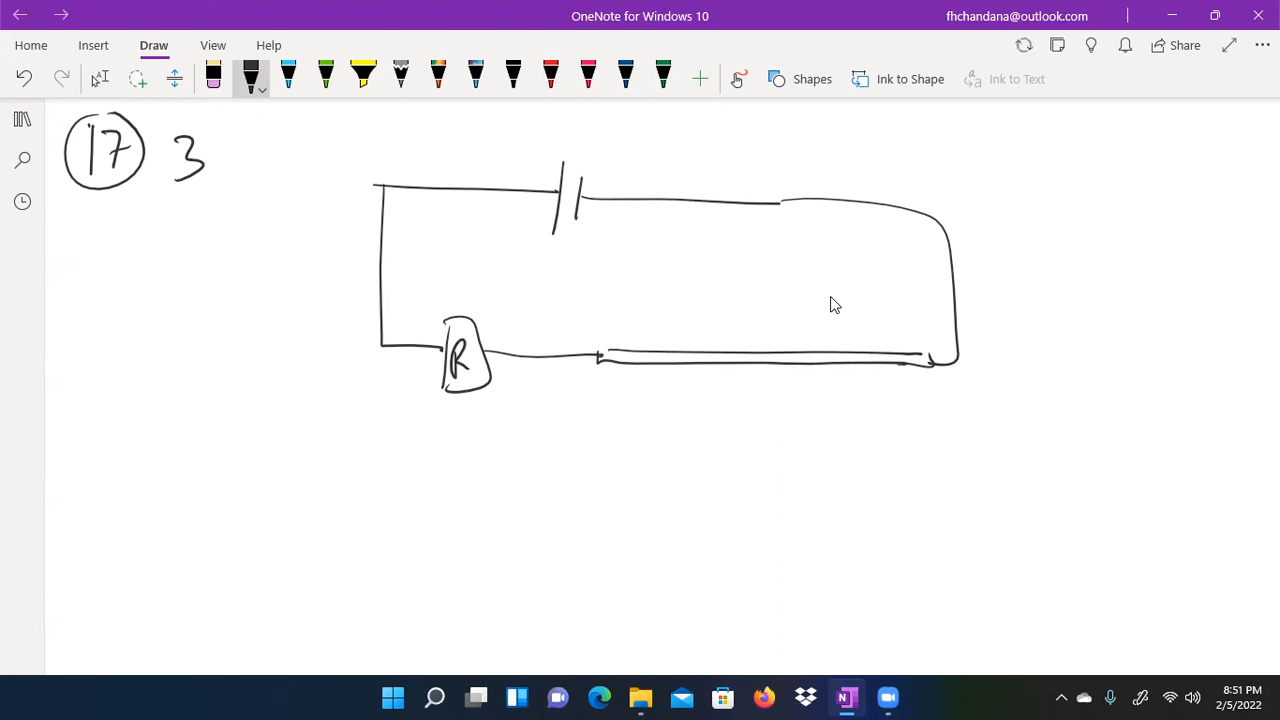 OneNote for Windows 10
fhchandana@outlook.com
Home Insert Draw View Help
Share
Shapes Ink to Shape Ink to Text
17 3
R
8:51 PM
2/5/2022